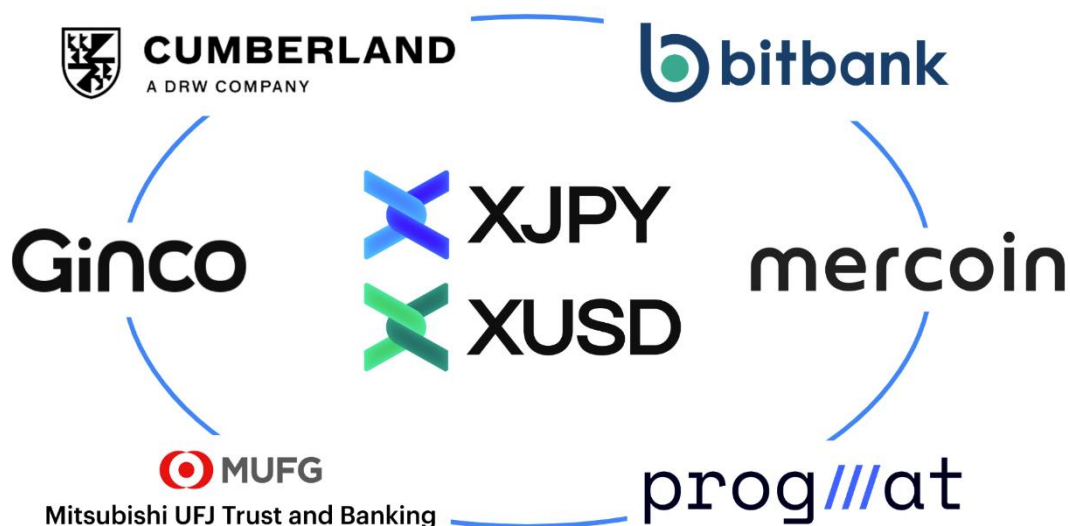 CUMBERLAND
A DRW COMPANY
bitbank
Ginco
XJPY
XUSD
mercoin
MUFG
Mitsubishi UFJ Trust and Banking
prog///at